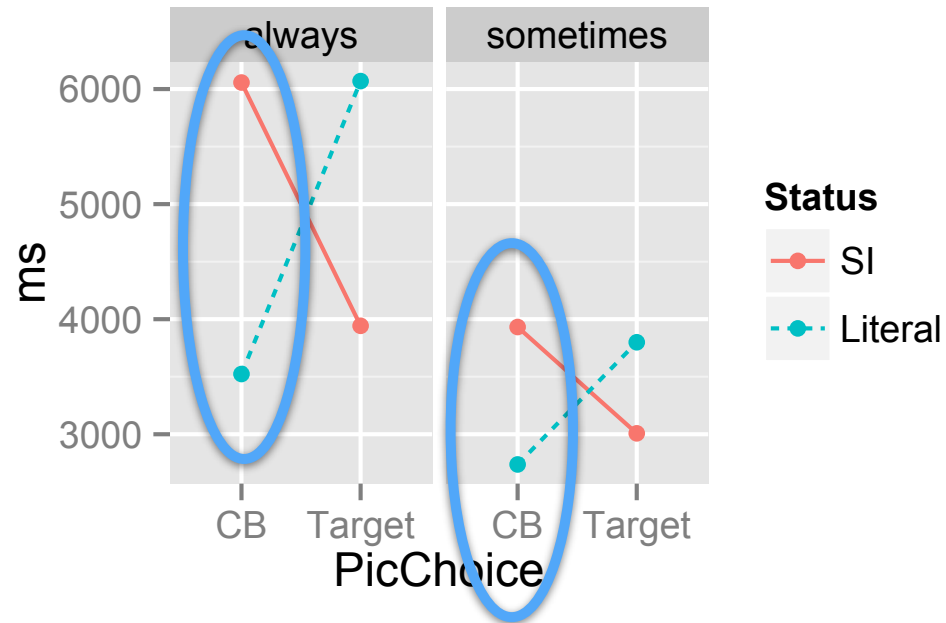 always
sometimes
6000
5000
4000
3000
ms
CB
Target
CB
Target
PicChoice
Status
SI
Literal